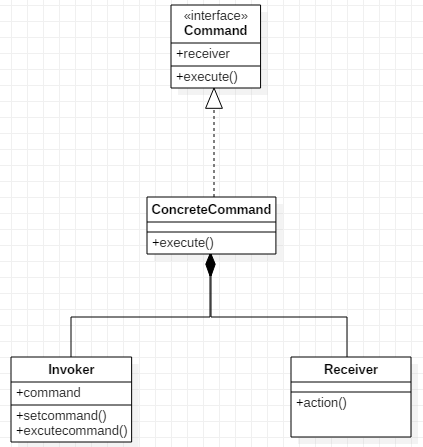 «interface»
Command
+receiver
+execute()
ConcreteCommand
+execute()
Invoker
+command
+setcommand()
+excutecommand()
Receiver
+action()